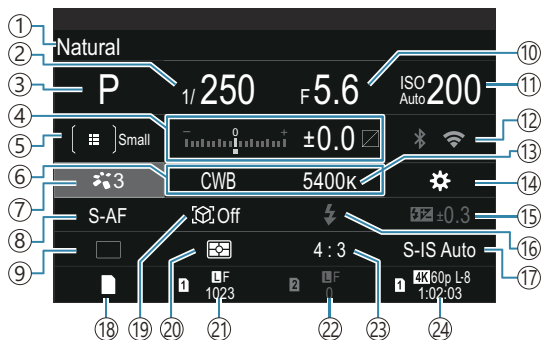 ① ② ③ ④ ⑤ ⑥ ⑦ ⑧ ⑨
Natural
P 1/250 F5.6 ISO Auto 200
[ ]Small - 0 + ±0.0
3 CWB 5400K
S-AF Off ±0.3
4:3 S-IS Auto
1 LF 1023 2 LF 0 1 4K 60p L-8 1:02:03
⑩ ⑪ ⑫ ⑬ ⑭ ⑮ ⑯ ⑰
⑱ ⑲ ⑳ ㉑ ㉒ ㉓ ㉔